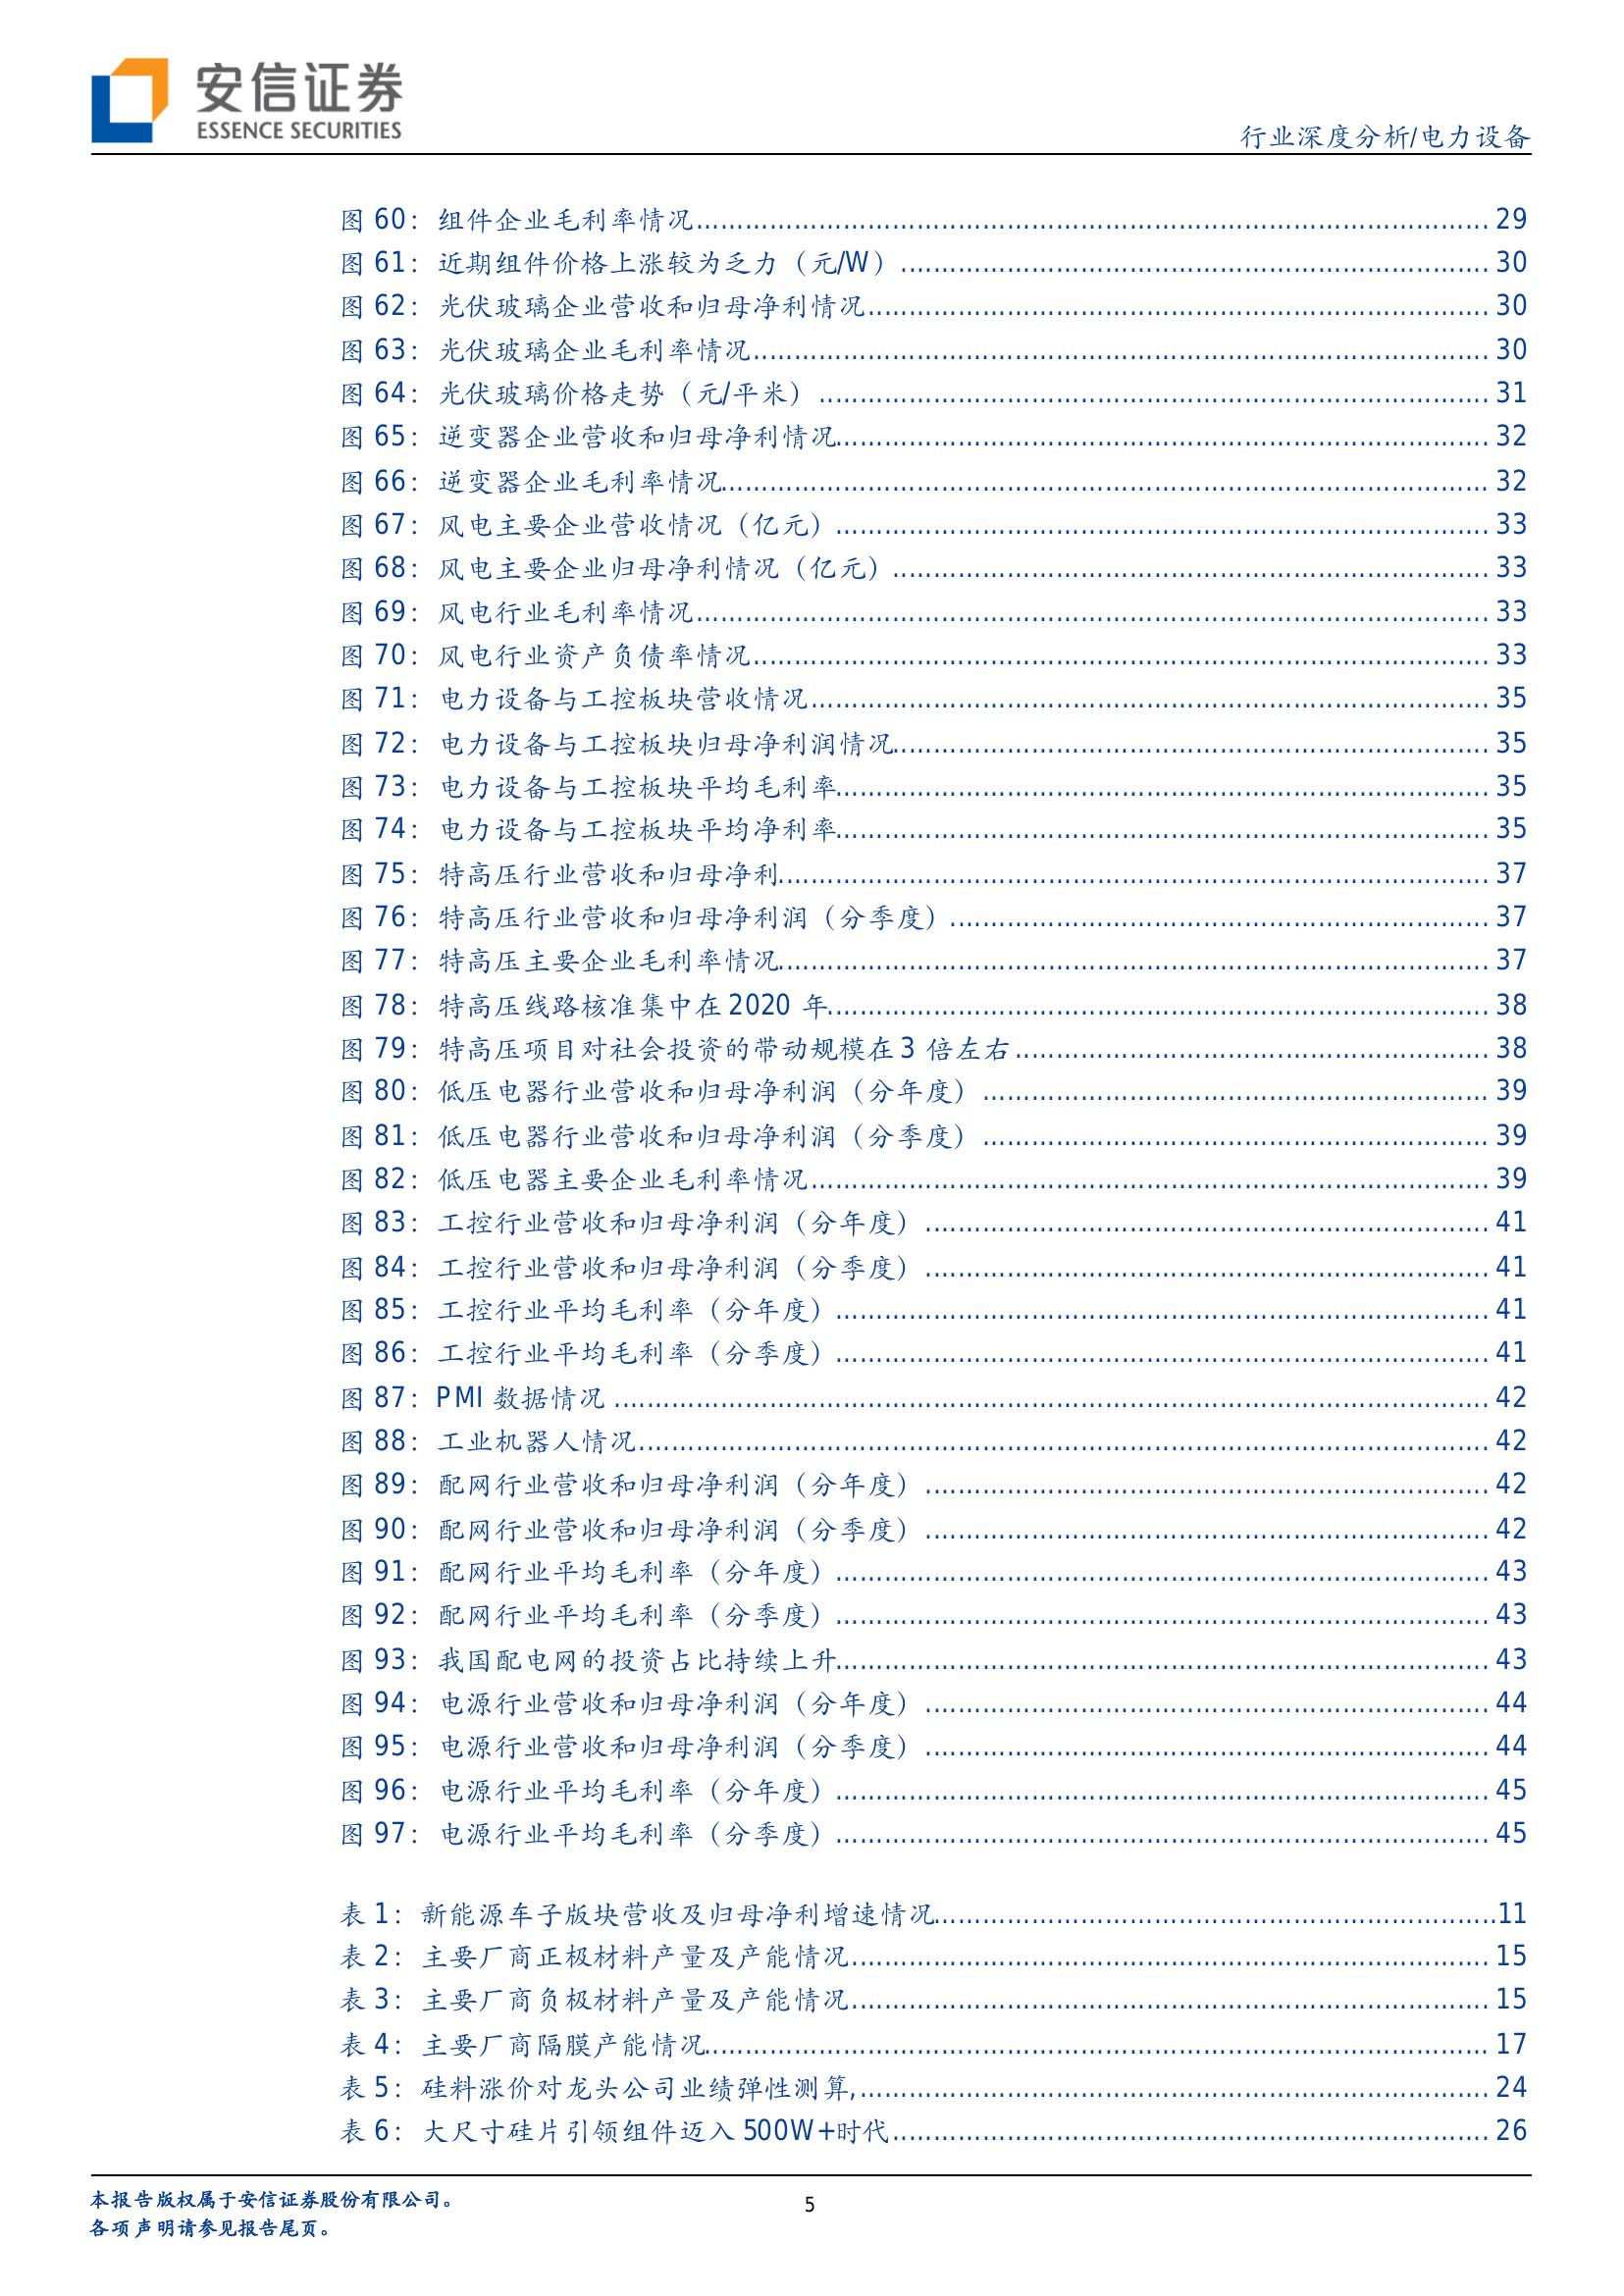 安信证券
ESSENCE SECURITIES
行业深度分析/电力设备
图 60：组件企业毛利率情况 29
图 61：近期组件价格上涨较为乏力（元/W） 30
图 62：光伏玻璃企业营收和归母净利情况 30
图 63：光伏玻璃企业毛利率情况 30
图 64：光伏玻璃价格走势（元/平米） 31
图 65：逆变器企业营收和归母净利情况 32
图 66：逆变器企业毛利率情况 32
图 67：风电主要企业营收情况（亿元） 33
图 68：风电主要企业归母净利情况（亿元） 33
图 69：风电行业毛利率情况 33
图 70：风电行业资产负债率情况 33
图 71：电力设备与工控板块营收情况 35
图 72：电力设备与工控板块归母净利润情况 35
图 73：电力设备与工控板块平均毛利率 35
图 74：电力设备与工控板块平均净利率 35
图 75：特高压行业营收和归母净利 37
图 76：特高压行业营收和归母净利润（分季度） 37
图 77：特高压主要企业毛利率情况 37
图 78：特高压线路核准集中在 2020 年 38
图 79：特高压项目对社会投资的带动规模在 3 倍左右 38
图 80：低压电器行业营收和归母净利润（分年度） 39
图 81：低压电器行业营收和归母净利润（分季度） 39
图 82：低压电器主要企业毛利率情况 39
图 83：工控行业营收和归母净利润（分年度） 41
图 84：工控行业营收和归母净利润（分季度） 41
图 85：工控行业平均毛利率（分年度） 41
图 86：工控行业平均毛利率（分季度） 41
图 87：PMI 数据情况 42
图 88：工业机器人情况 42
图 89：配网行业营收和归母净利润（分年度） 42
图 90：配网行业营收和归母净利润（分季度） 42
图 91：配网行业平均毛利率（分年度） 43
图 92：配网行业平均毛利率（分季度） 43
图 93：我国配电网的投资占比持续上升 43
图 94：电源行业营收和归母净利润（分年度） 44
图 95：电源行业营收和归母净利润（分季度） 44
图 96：电源行业平均毛利率（分年度） 45
图 97：电源行业平均毛利率（分季度） 45
表 1：新能源车子版块营收及归母净利增速情况 11
表 2：主要厂商正极材料产量及产能情况 15
表 3：主要厂商负极材料产量及产能情况 15
表 4：主要厂商隔膜产能情况 17
表 5：硅料涨价对龙头公司业绩弹性测算, 24
表 6：大尺寸硅片引领组件迈入 500W+时代 26
本报告版权属于安信证券股份有限公司。
各项声明请参见报告尾页。
5